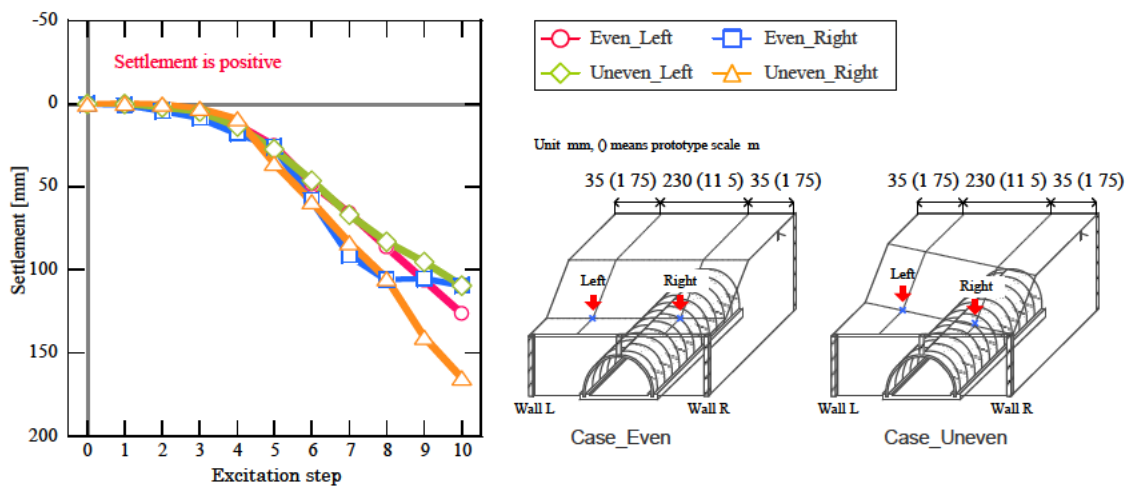 -50
0
50
100
150
200
Settlement [mm]
Settlement is positive
0 1 2 3 4 5 6 7 8 9 10
Excitation step
Even_Left Even_Right
Uneven_Left Uneven_Right
Unit mm, () means prototype scale m
35 (1 75) 230 (11 5) 35 (1 75)
Left
Right
Wall L
Wall R
Case_Even
35 (1 75) 230 (11 5) 35 (1 75)
Left
Right
Wall L
Wall R
Case_Uneven